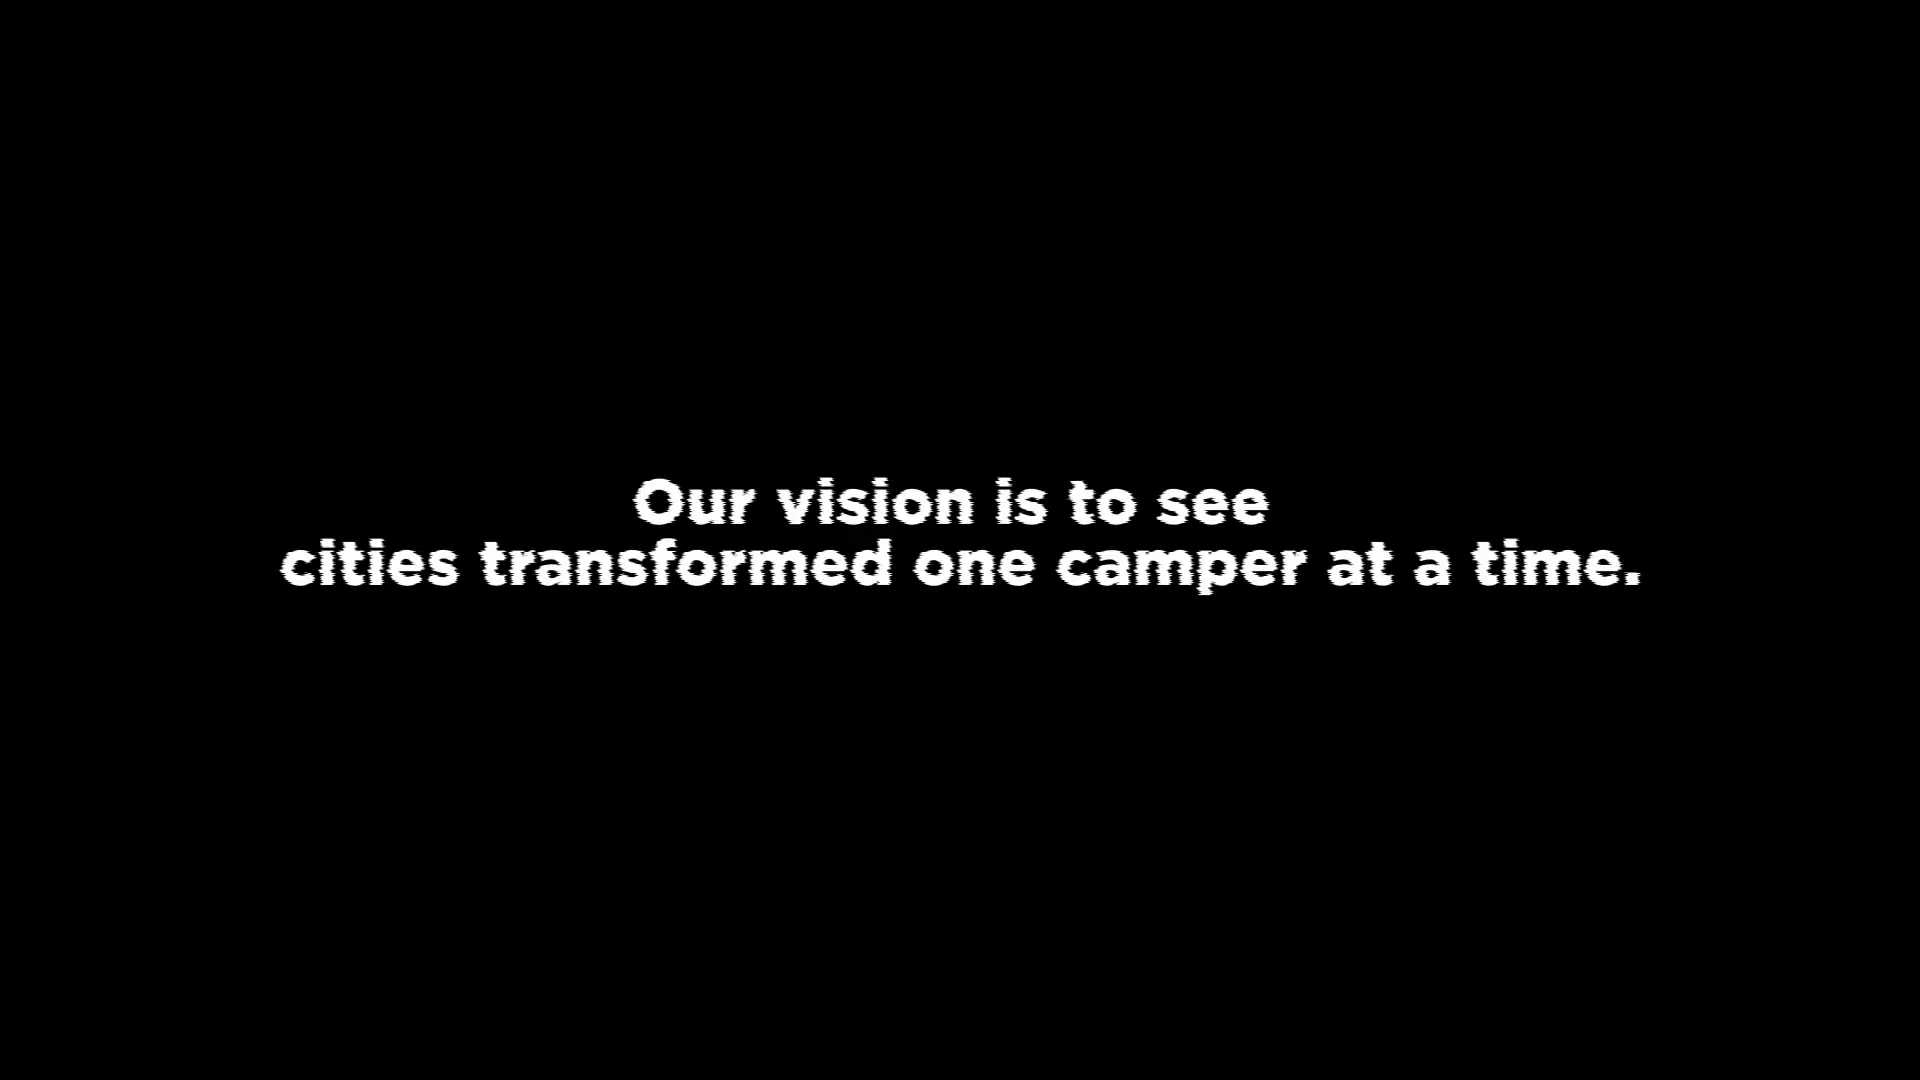 Our vision is to see
cities transformed one camper at a time.